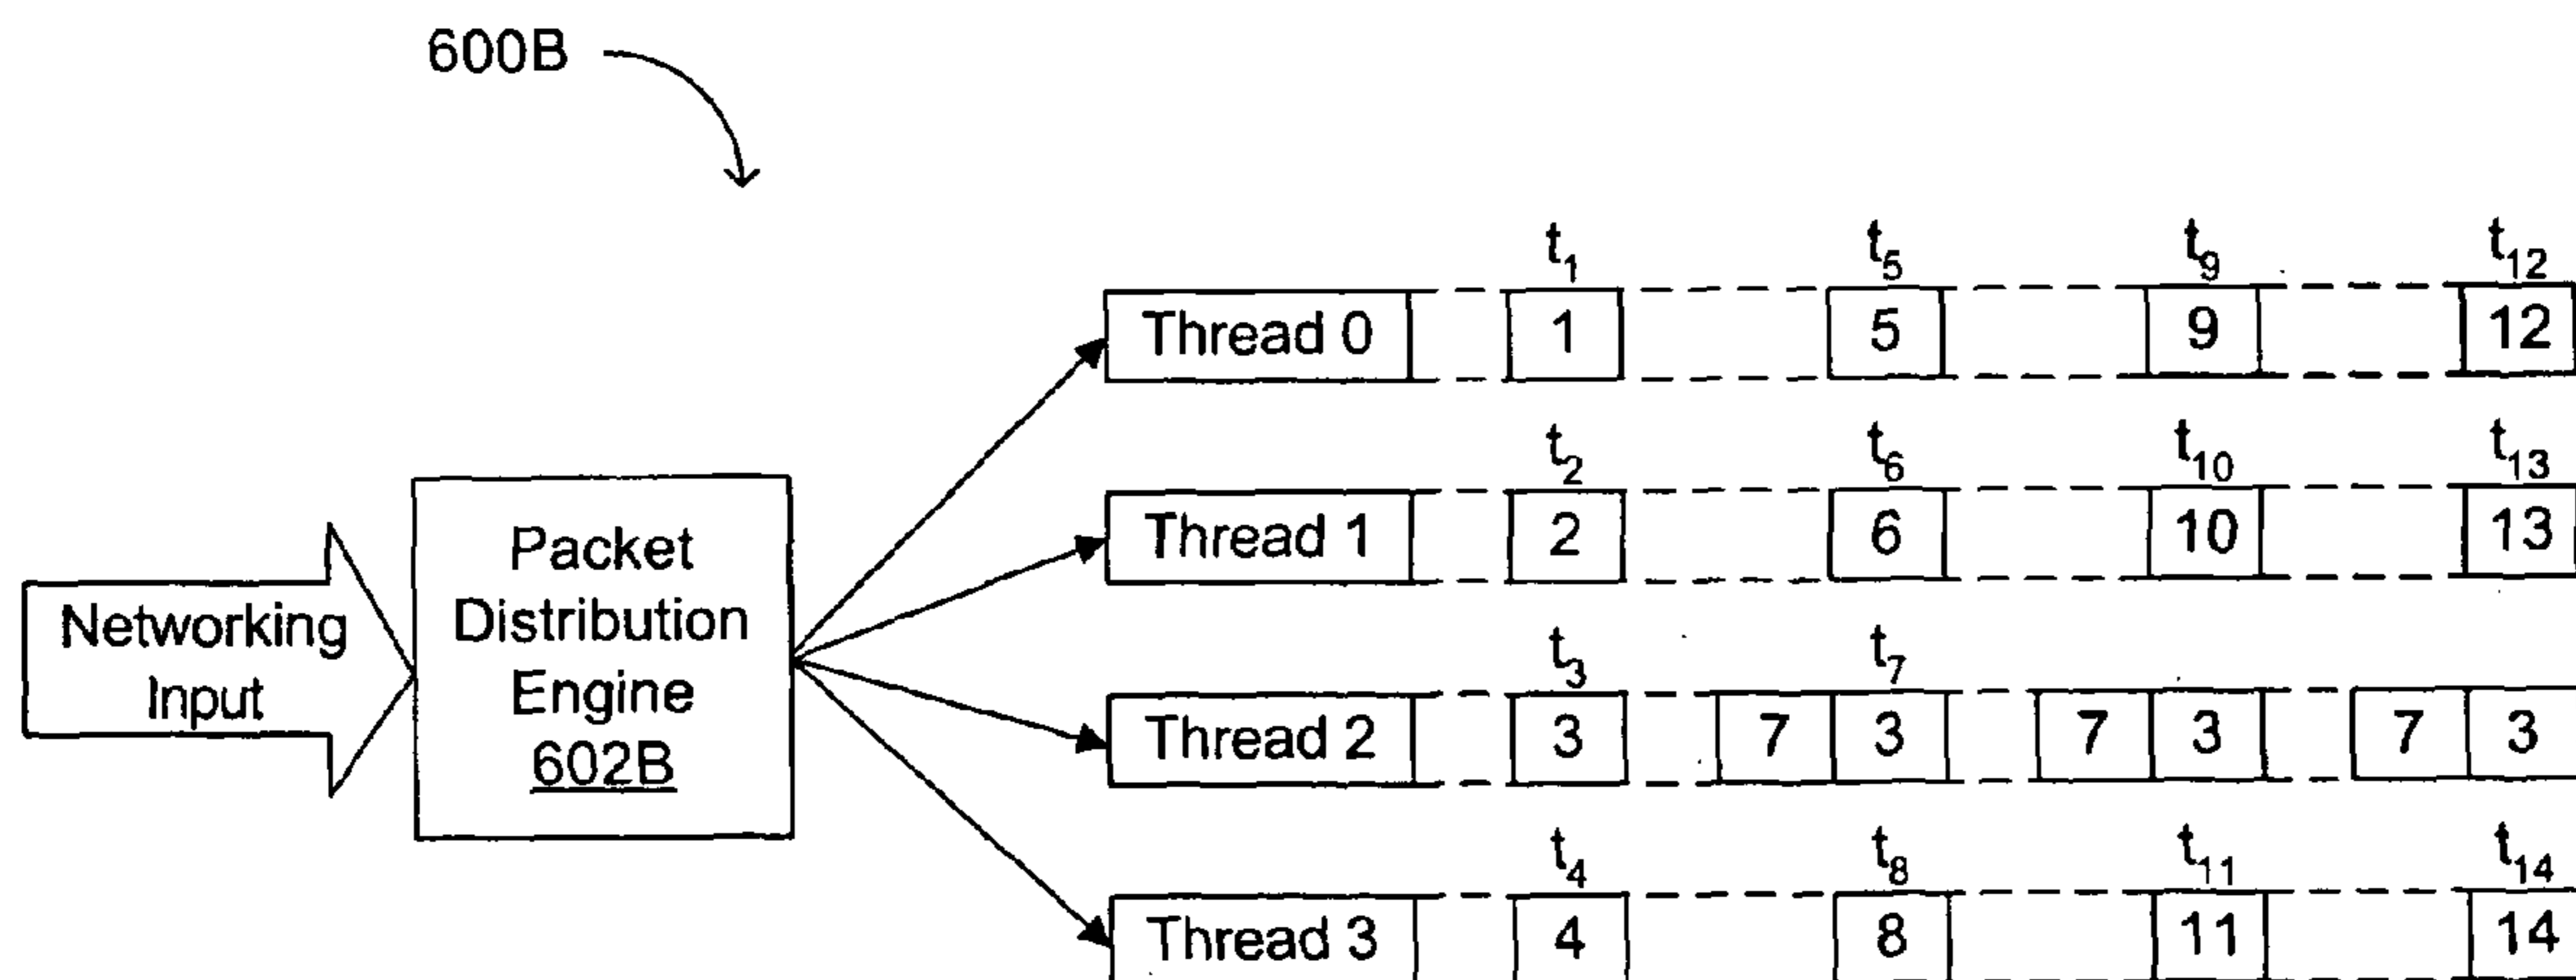 600B
Networking
Input
Packet
Distribution
Engine
602B
t1 t5 t9 t12
Thread 0 1 5 9 12
t2 t6 t10 t13
Thread 1 2 6 10 13
t3 t7
Thread 2 3 7 3 7 3 7 3
t4 t8 t11 t14
Thread 3 4 8 11 14